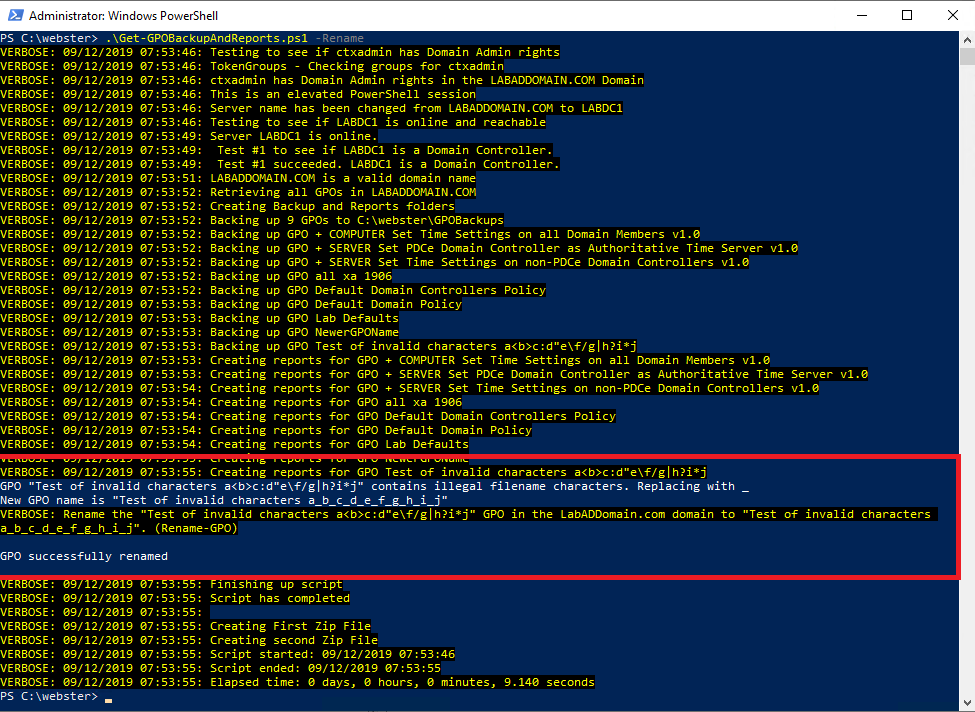 Administrator: Windows PowerShell
PS C:\webster> .\Get-GPOBackupAndReports.ps1 -Rename
VERBOSE: 09/12/2019 07:53:46: Testing to see if ctxadmin has Domain Admin rights
VERBOSE: 09/12/2019 07:53:46: TokenGroups - Checking groups for ctxadmin
VERBOSE: 09/12/2019 07:53:46: ctxadmin has Domain Admin rights in the LABADDOMAIN.COM Domain
VERBOSE: 09/12/2019 07:53:46: This is an elevated PowerShell session
VERBOSE: 09/12/2019 07:53:46: Server name has been changed from LABADDOMAIN.COM to LABDC1
VERBOSE: 09/12/2019 07:53:46: Testing to see if LABDC1 is online and reachable
VERBOSE: 09/12/2019 07:53:49: Server LABDC1 is online.
VERBOSE: 09/12/2019 07:53:49:  Test #1 to see if LABDC1 is a Domain Controller.
VERBOSE: 09/12/2019 07:53:49:  Test #1 succeeded. LABDC1 is a Domain Controller.
VERBOSE: 09/12/2019 07:53:51: LABADDOMAIN.COM is a valid domain name
VERBOSE: 09/12/2019 07:53:52: Retrieving all GPOs in LABADDOMAIN.COM
VERBOSE: 09/12/2019 07:53:52: Creating Backup and Reports folders
VERBOSE: 09/12/2019 07:53:52: Backing up 9 GPOs to C:\webster\GPOBackups
VERBOSE: 09/12/2019 07:53:52: Backing up GPO + COMPUTER Set Time Settings on all Domain Members v1.0
VERBOSE: 09/12/2019 07:53:52: Backing up GPO + SERVER Set PDCe Domain Controller as Authoritative Time Server v1.0
VERBOSE: 09/12/2019 07:53:52: Backing up GPO + SERVER Set Time Settings on non-PDCe Domain Controllers v1.0
VERBOSE: 09/12/2019 07:53:52: Backing up GPO all xa 1906
VERBOSE: 09/12/2019 07:53:52: Backing up GPO Default Domain Controllers Policy
VERBOSE: 09/12/2019 07:53:53: Backing up GPO Default Domain Policy
VERBOSE: 09/12/2019 07:53:53: Backing up GPO Lab Defaults
VERBOSE: 09/12/2019 07:53:53: Backing up GPO NewerGPOName
VERBOSE: 09/12/2019 07:53:53: Backing up GPO Test of invalid characters a<b>c:d"e\f/g|h?i*j
VERBOSE: 09/12/2019 07:53:53: Creating reports for GPO + COMPUTER Set Time Settings on all Domain Members v1.0
VERBOSE: 09/12/2019 07:53:53: Creating reports for GPO + SERVER Set PDCe Domain Controller as Authoritative Time Server v1.0
VERBOSE: 09/12/2019 07:53:54: Creating reports for GPO + SERVER Set Time Settings on non-PDCe Domain Controllers v1.0
VERBOSE: 09/12/2019 07:53:54: Creating reports for GPO all xa 1906
VERBOSE: 09/12/2019 07:53:54: Creating reports for GPO Default Domain Controllers Policy
VERBOSE: 09/12/2019 07:53:54: Creating reports for GPO Default Domain Policy
VERBOSE: 09/12/2019 07:53:54: Creating reports for GPO Lab Defaults
VERBOSE: 09/12/2019 07:53:55: Creating reports for GPO NewerGPOName
VERBOSE: 09/12/2019 07:53:55: Creating reports for GPO Test of invalid characters a<b>c:d"e\f/g|h?i*j
GPO "Test of invalid characters a<b>c:d"e\f/g|h?i*j" contains illegal filename characters. Replacing with _
New GPO name is "Test of invalid characters a_b_c_d_e_f_g_h_i_j"
VERBOSE: Rename the "Test of invalid characters a<b>c:d"e\f/g|h?i*j" GPO in the LabADDomain.com domain to "Test of invalid characters
a_b_c_d_e_f_g_h_i_j". (Rename-GPO)
GPO successfully renamed
VERBOSE: 09/12/2019 07:53:55: Finishing up script
VERBOSE: 09/12/2019 07:53:55: Script has completed
VERBOSE: 09/12/2019 07:53:55:
VERBOSE: 09/12/2019 07:53:55: Creating First Zip File
VERBOSE: 09/12/2019 07:53:55: Creating second Zip File
VERBOSE: 09/12/2019 07:53:55: Script started: 09/12/2019 07:53:46
VERBOSE: 09/12/2019 07:53:55: Script ended: 09/12/2019 07:53:55
VERBOSE: 09/12/2019 07:53:55: Elapsed time: 0 days, 0 hours, 0 minutes, 9.140 seconds
PS C:\webster>